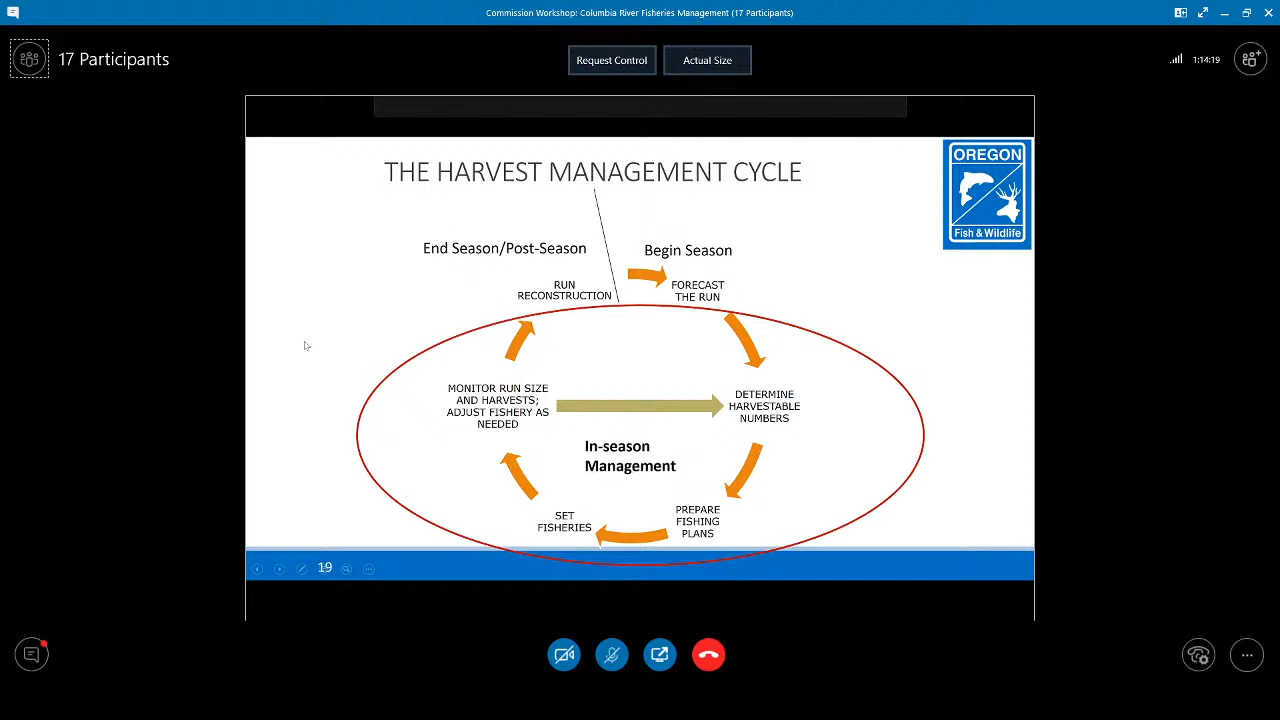 Commission Workshop: Columbia River Fisheries Management (17 Participants)
17 Participants
Request Control
Actual Size
1:14:19
THE HARVEST MANAGEMENT CYCLE
OREGON
Fish & Wildlife
End Season/Post-Season
Begin Season
RUN
RECONSTRUCTION
FORECAST
THE RUN
MONITOR RUN SIZE
AND HARVESTS;
ADJUST FISHERY AS
NEEDED
DETERMINE
HARVESTABLE
NUMBERS
In-season
Management
SET
FISHERIES
PREPARE
FISHING
PLANS
19